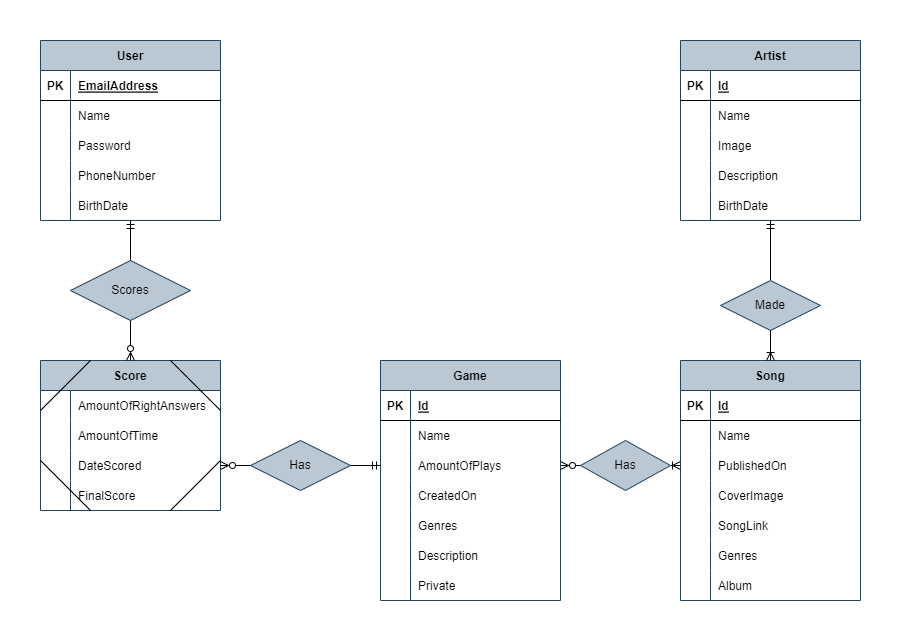 User
PK EmailAddress
Name
Password
PhoneNumber
BirthDate
Artist
PK Id
Name
Image
Description
BirthDate
Scores
Made
Score
AmountOfRightAnswers
AmountOfTime
DateScored
FinalScore
Has
Game
PK Id
Name
AmountOfPlays
CreatedOn
Genres
Description
Private
Has
Song
PK Id
Name
PublishedOn
CoverImage
SongLink
Genres
Album